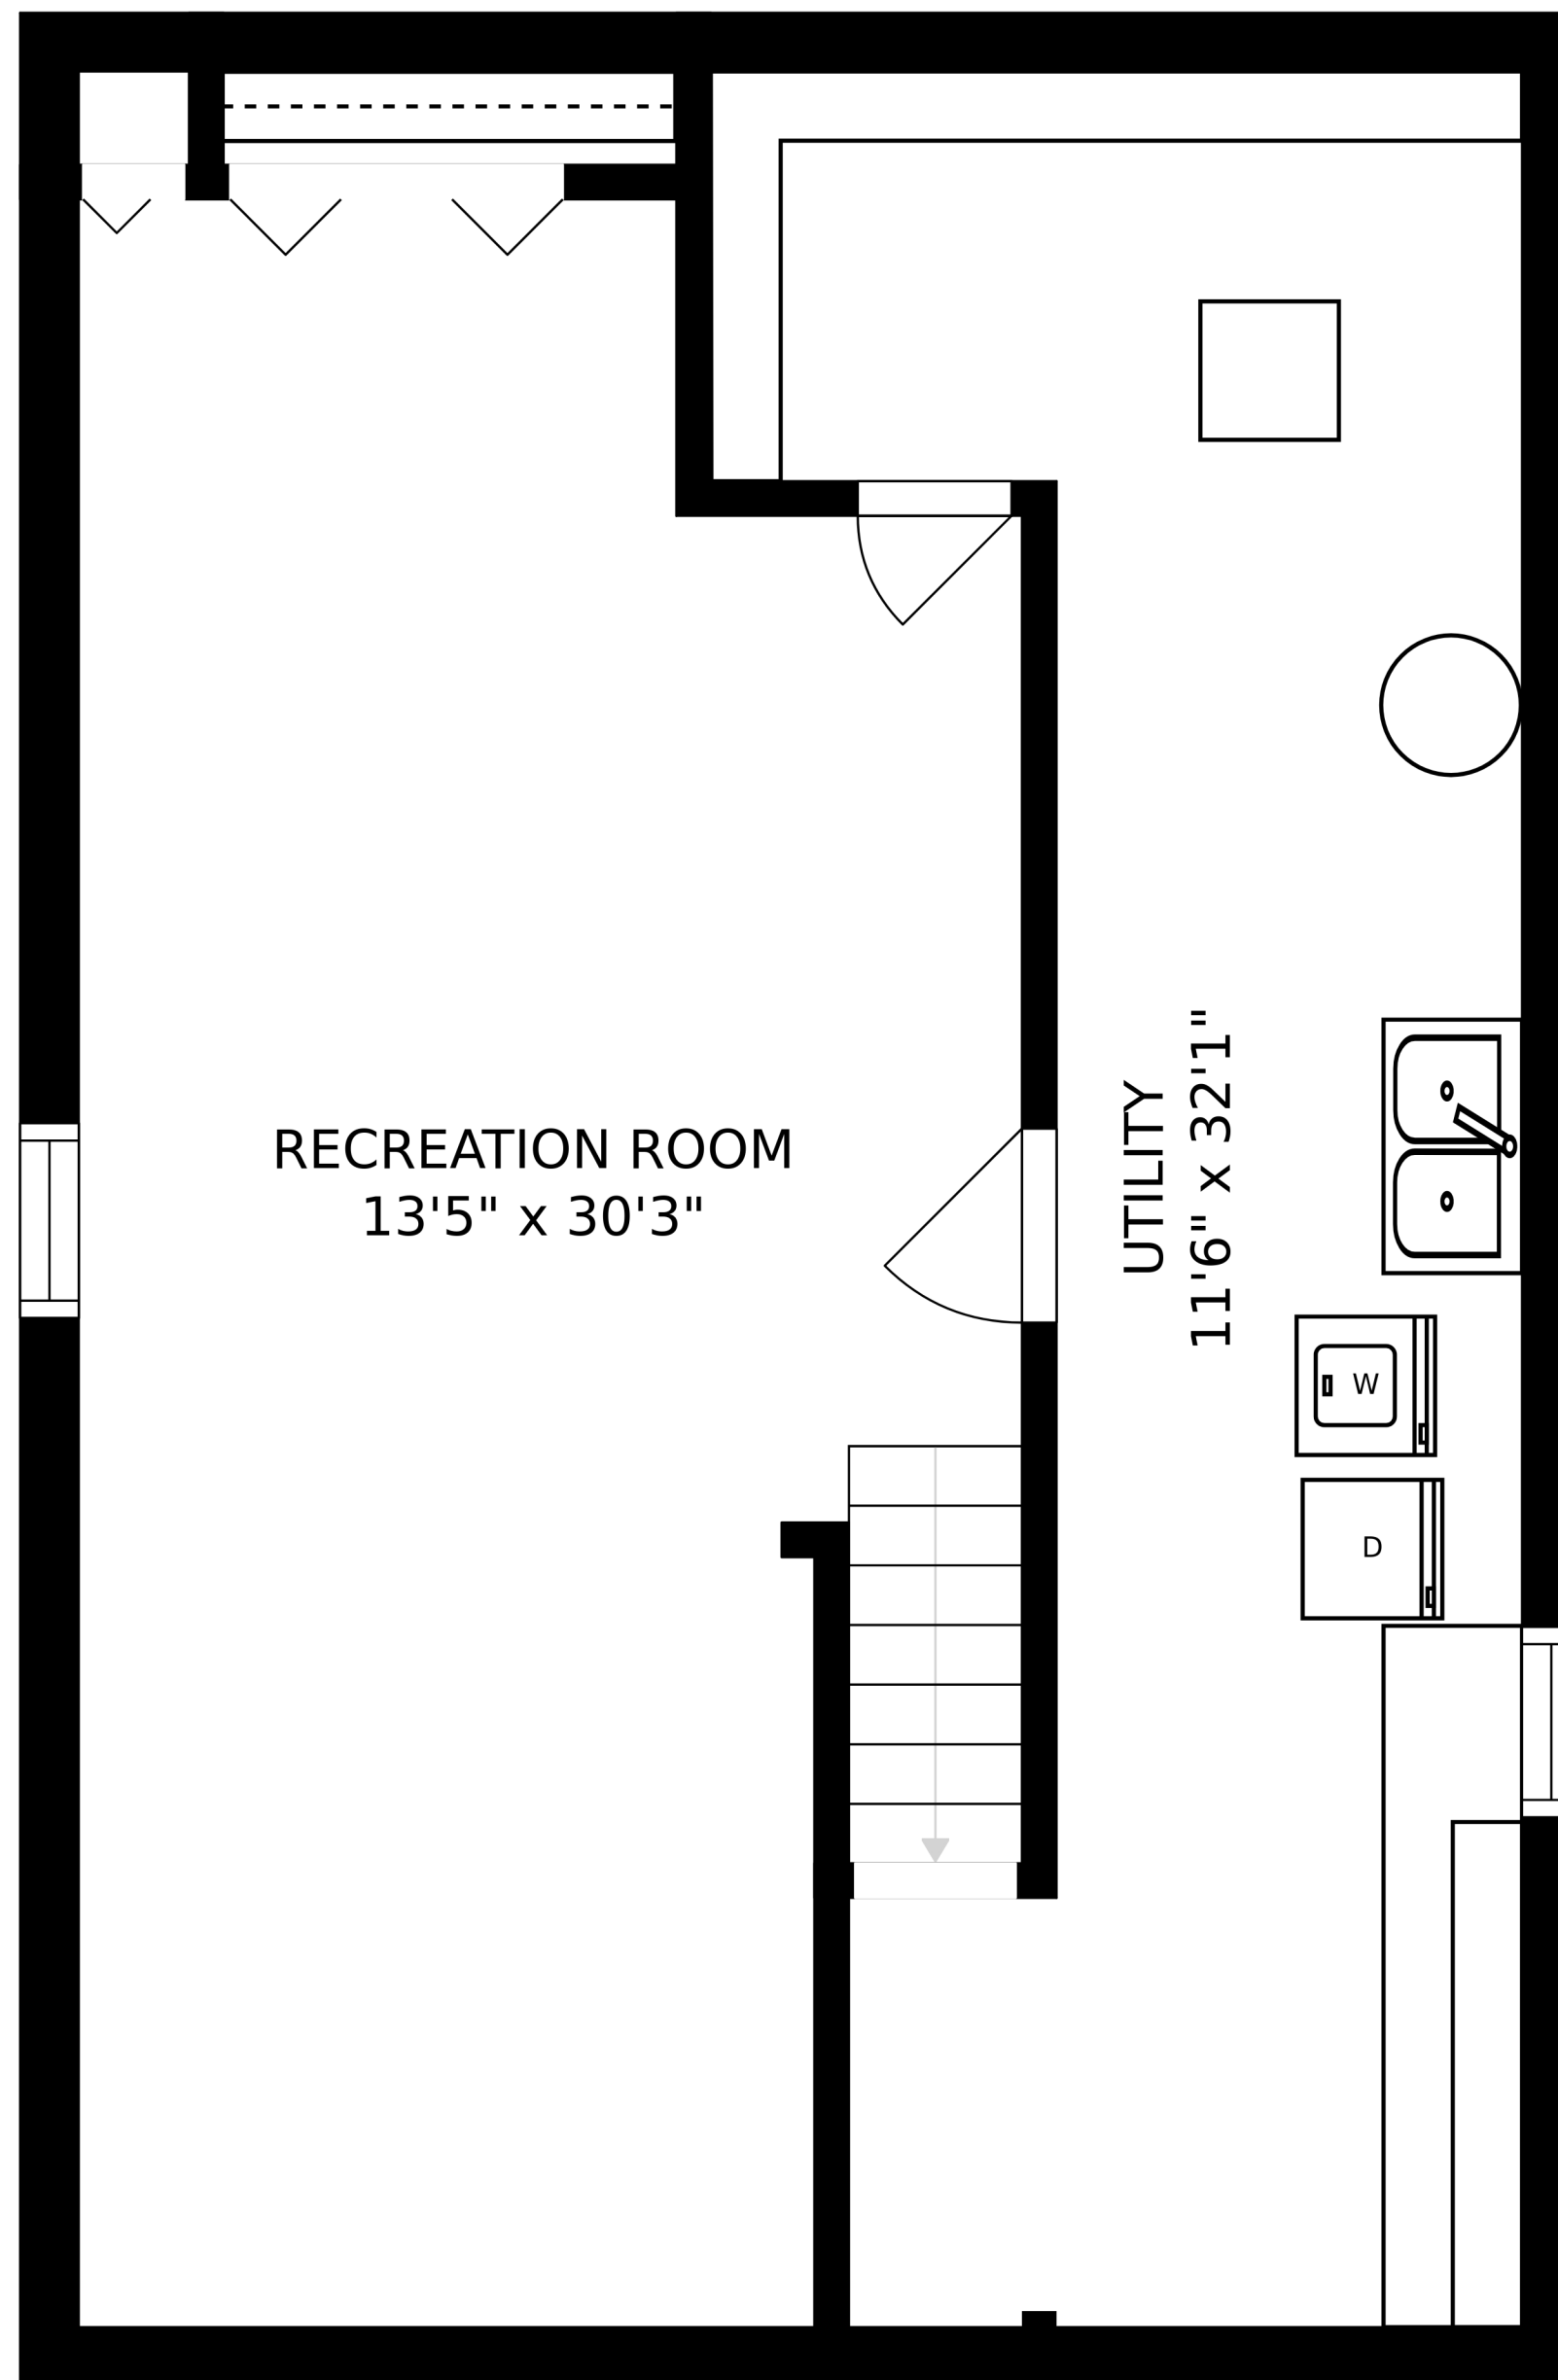 RECREATION ROOM
13'5" x 30'3"
UTILITY
11'6" x 32'1"
W
D